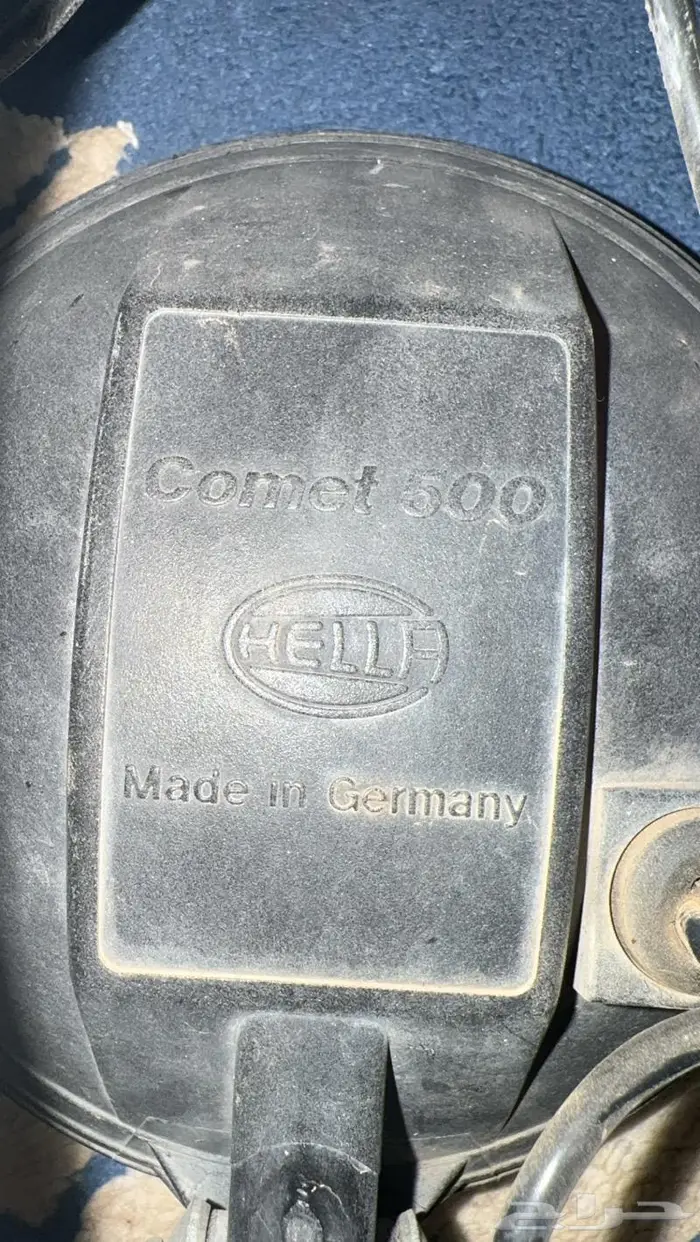 Comet 500
HELLA
Made in Germany
حراج